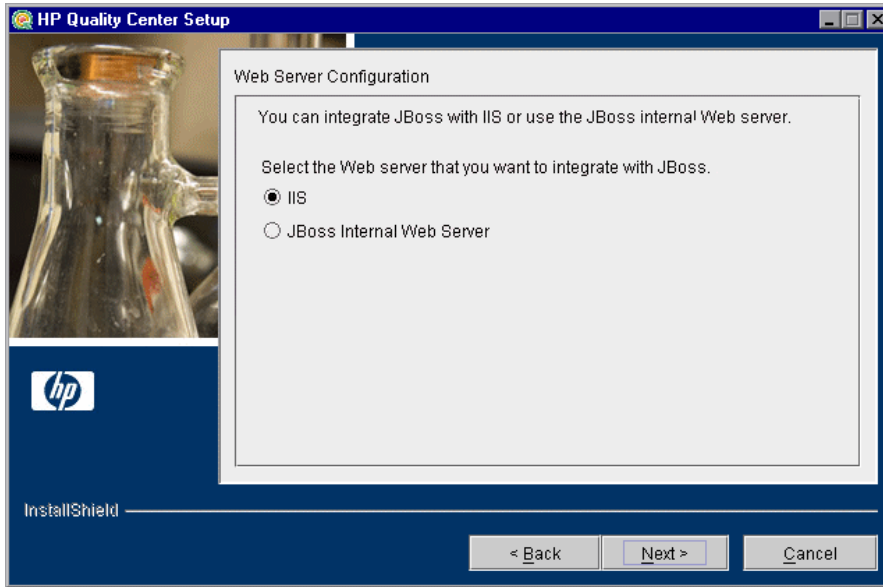 HP Quality Center Setup
Web Server Configuration
You can integrate JBoss with IIS or use the JBoss internal Web server.
Select the Web server that you want to integrate with JBoss.
IIS
JBoss Internal Web Server
hp
InstallShield
< Back
Next >
Cancel